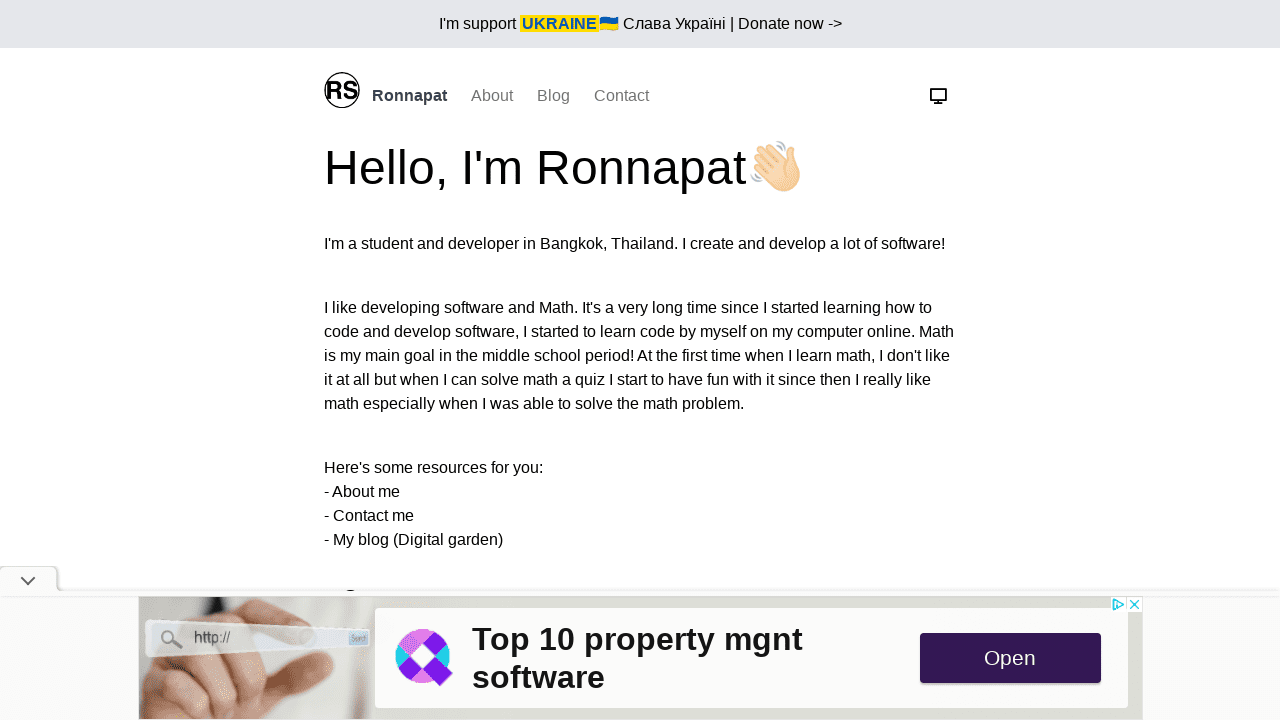 I'm support UKRAINE🇺🇦 Слава Україні | Donate now ->
RS Ronnapat About Blog Contact
Hello, I'm Ronnapat👋🏻
I'm a student and developer in Bangkok, Thailand. I create and develop a lot of software!
I like developing software and Math. It's a very long time since I started learning how to
code and develop software, I started to learn code by myself on my computer online. Math
is my main goal in the middle school period! At the first time when I learn math, I don't like
it at all but when I can solve math a quiz I start to have fun with it since then I really like
math especially when I was able to solve the math problem.
Here's some resources for you:
- About me
- Contact me
- My blog (Digital garden)
http://
Top 10 property mgnt
software
Open